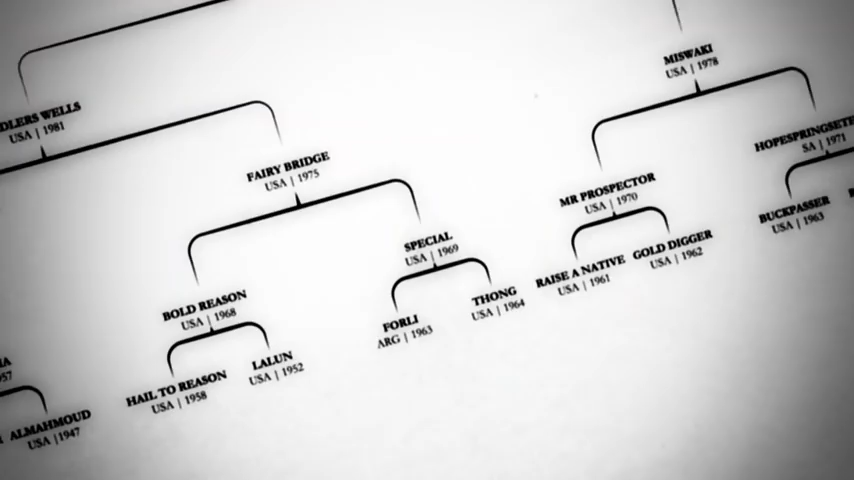 MISWAKI
USA | 1978
DLERS WELLS
USA | 1981
HOPESPRINGSETE
SA | 1971
FAIRY BRIDGE
USA | 1975
MR PROSPECTOR
USA | 1970
BUCKPASSER
USA | 1963
SPECIAL
USA | 1969
RAISE A NATIVE
USA | 1961
GOLD DIGGER
USA | 1962
BOLD REASON
USA | 1968
FORLI
ARG | 1963
THONG
USA | 1964
HAIL TO REASON
USA | 1958
LALUN
USA | 1952
NA
57
ALMAHMOUD
USA |1947